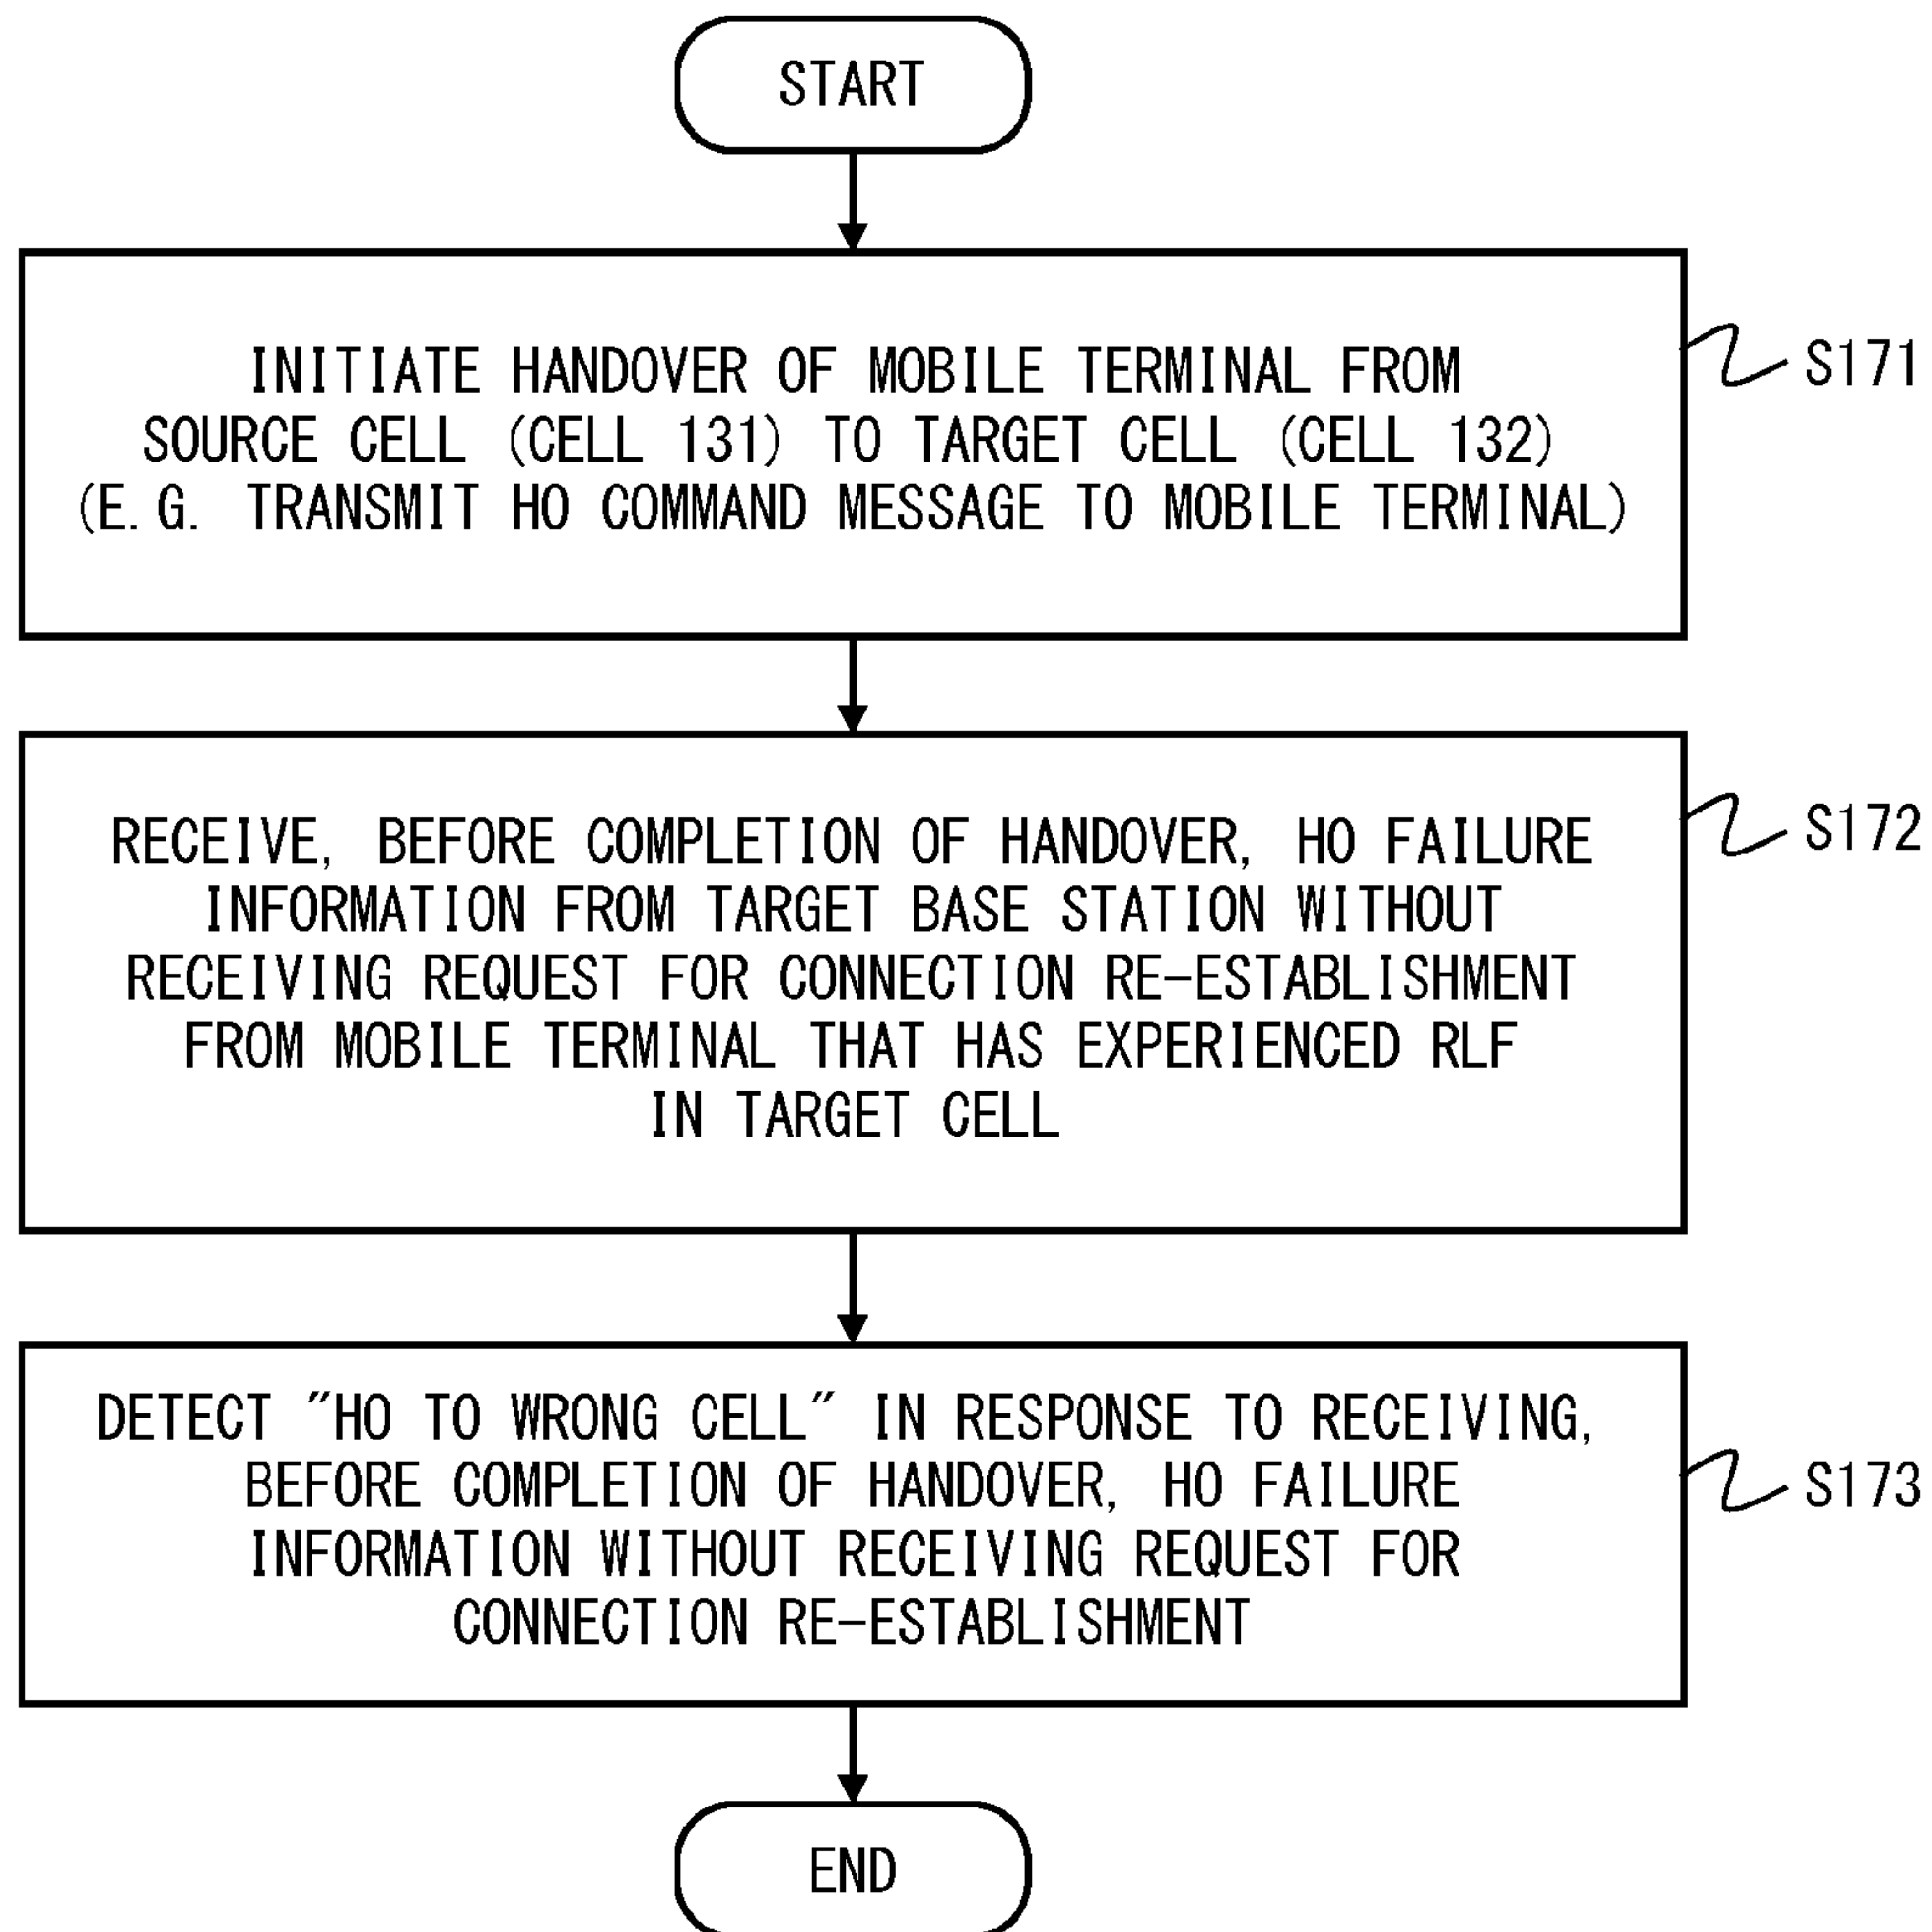 START
INITIATE HANDOVER OF MOBILE TERMINAL FROM
SOURCE CELL (CELL 131) TO TARGET CELL (CELL 132)
(E.G. TRANSMIT HO COMMAND MESSAGE TO MOBILE TERMINAL)
S171
RECEIVE, BEFORE COMPLETION OF HANDOVER, HO FAILURE
INFORMATION FROM TARGET BASE STATION WITHOUT
RECEIVING REQUEST FOR CONNECTION RE-ESTABLISHMENT
FROM MOBILE TERMINAL THAT HAS EXPERIENCED RLF
IN TARGET CELL
S172
DETECT "HO TO WRONG CELL" IN RESPONSE TO RECEIVING,
BEFORE COMPLETION OF HANDOVER, HO FAILURE
INFORMATION WITHOUT RECEIVING REQUEST FOR
CONNECTION RE-ESTABLISHMENT
S173
END